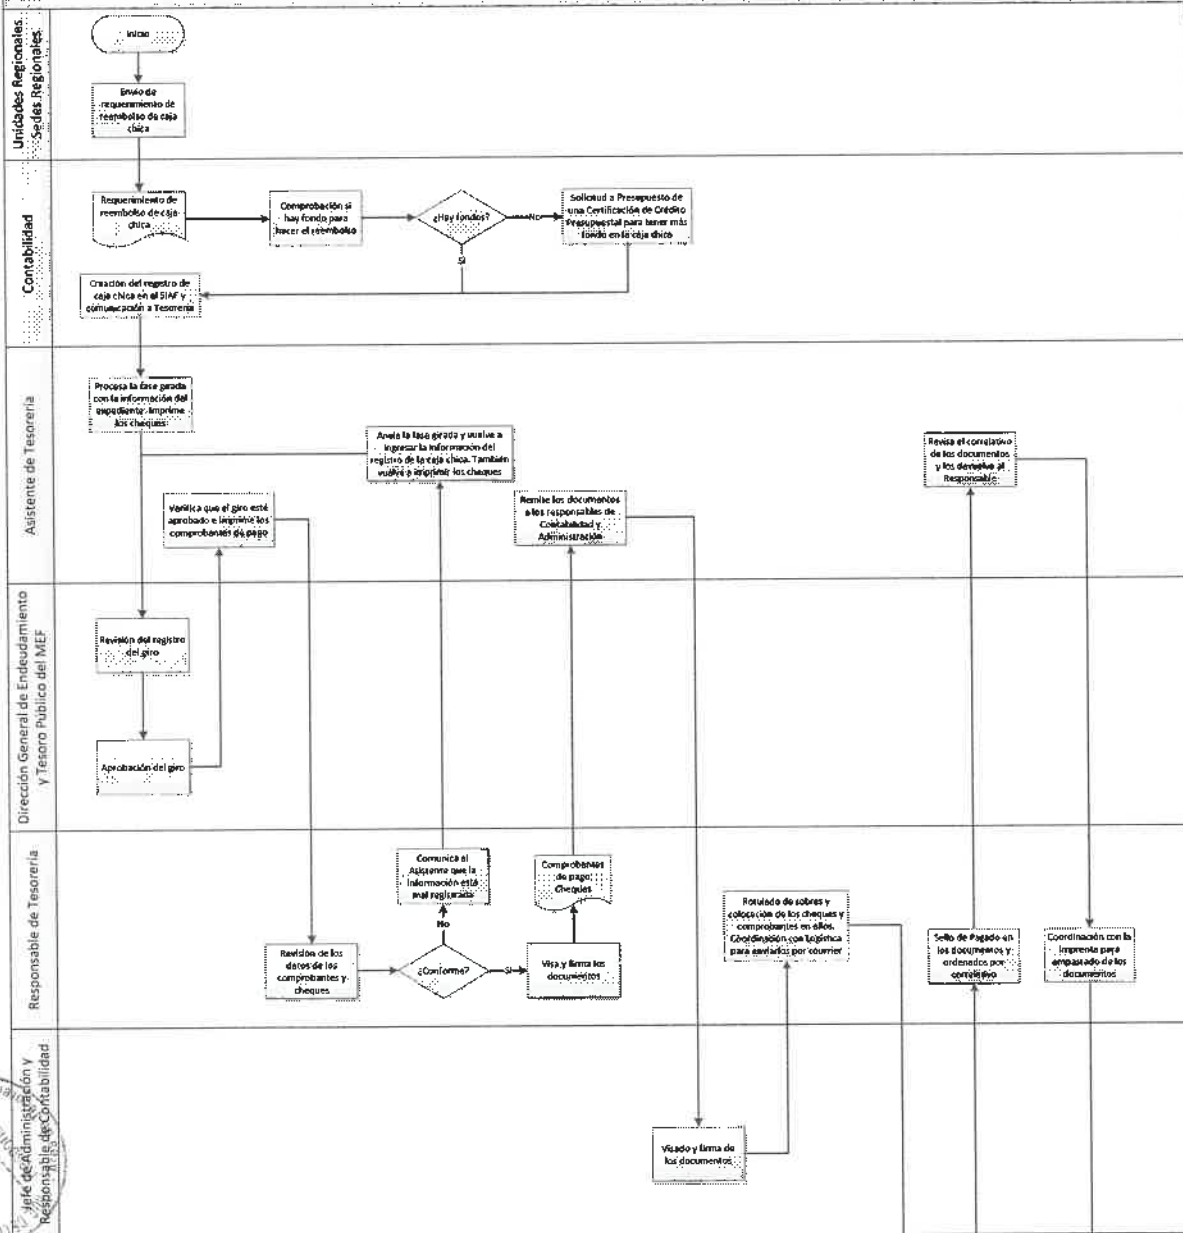 Unidades Regionales
Sedes Regionales
Inicio
Envío de
requerimiento de
reembolso de caja
chica
Contabilidad
Requerimiento de
reembolso de caja
chica
Comprobación si
hay fondo para
hacer el reembolso
¿Hay fondos?
No
Si
Solicitud a Presupuesto de
una Certificación de Crédito
Presupuestal para tener más
fondo en la caja chica
Creación del registro de
caja chica en el SIAF y
comunicación a Tesorería
Asistente de Tesorería
Procesa la fase girada
con la información del
expediente. Imprime
los cheques
Anula la fase girada y vuelve a
ingresar la información del
registro de la caja chica. También
vuelve a imprimir los cheques
Verifica que el giro esté
aprobado e imprime los
comprobantes de pago
Remite los documentos
a los responsables de
Contabilidad y
Administración
Revisa el correlativo
de los documentos
y los devuelve al
Responsable
Dirección General de Endeudamiento
y Tesoro Público del MEF
Revisión del registro
del giro
Aprobación del giro
Responsable de Tesorería
Comunica al
Asistente que la
información está
mal registrada
No
Comprobantes
de pago
Cheques
Revisión de los
datos de los
comprobantes y
cheques
¿Conforme?
Si
Visa y firma los
documentos
Rotulado de sobres y
colocación de los cheques y
comprobantes en ellos.
Coordinación con Logística
para enviarlos por courrier
Sello de Pagado en
los documentos y
ordenados por
correlativo
Coordinación con la
imprenta para
empastado de los
documentos
Jefe de Administración y
Responsable de Contabilidad
Visado y firma de
los documentos